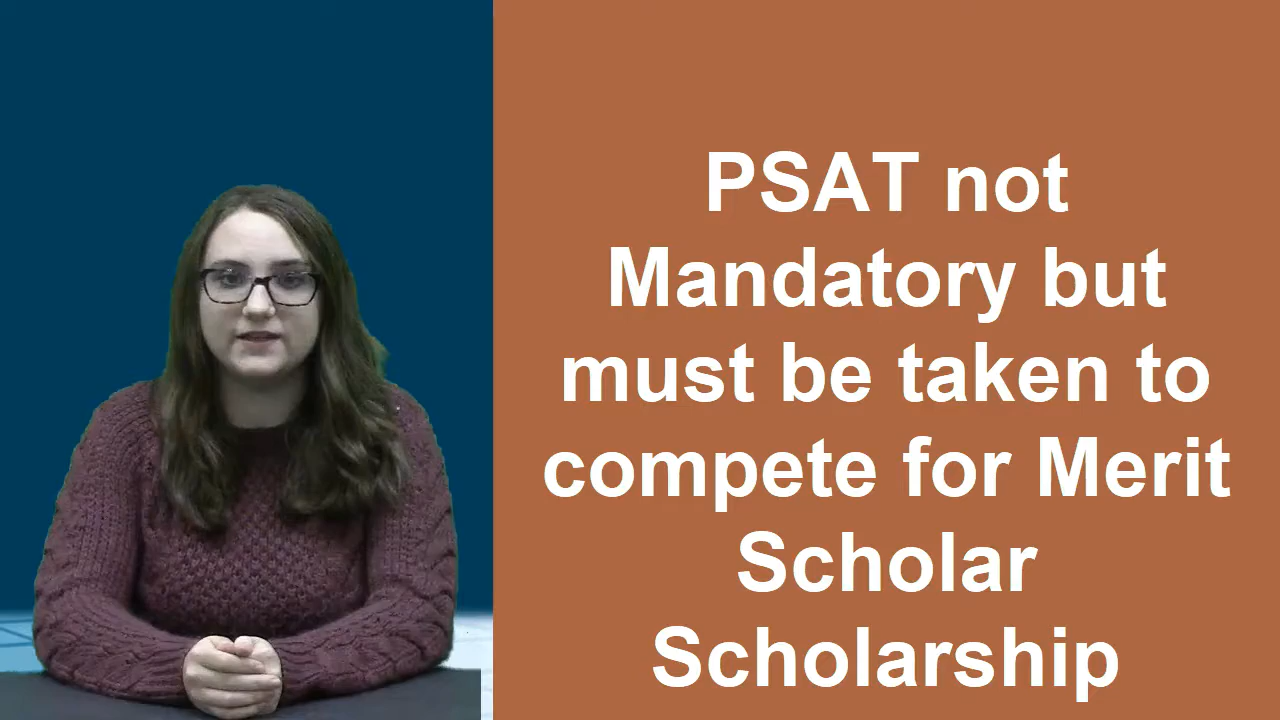 PSAT not
Mandatory but
must be taken to
compete for Merit
Scholar
Scholarship